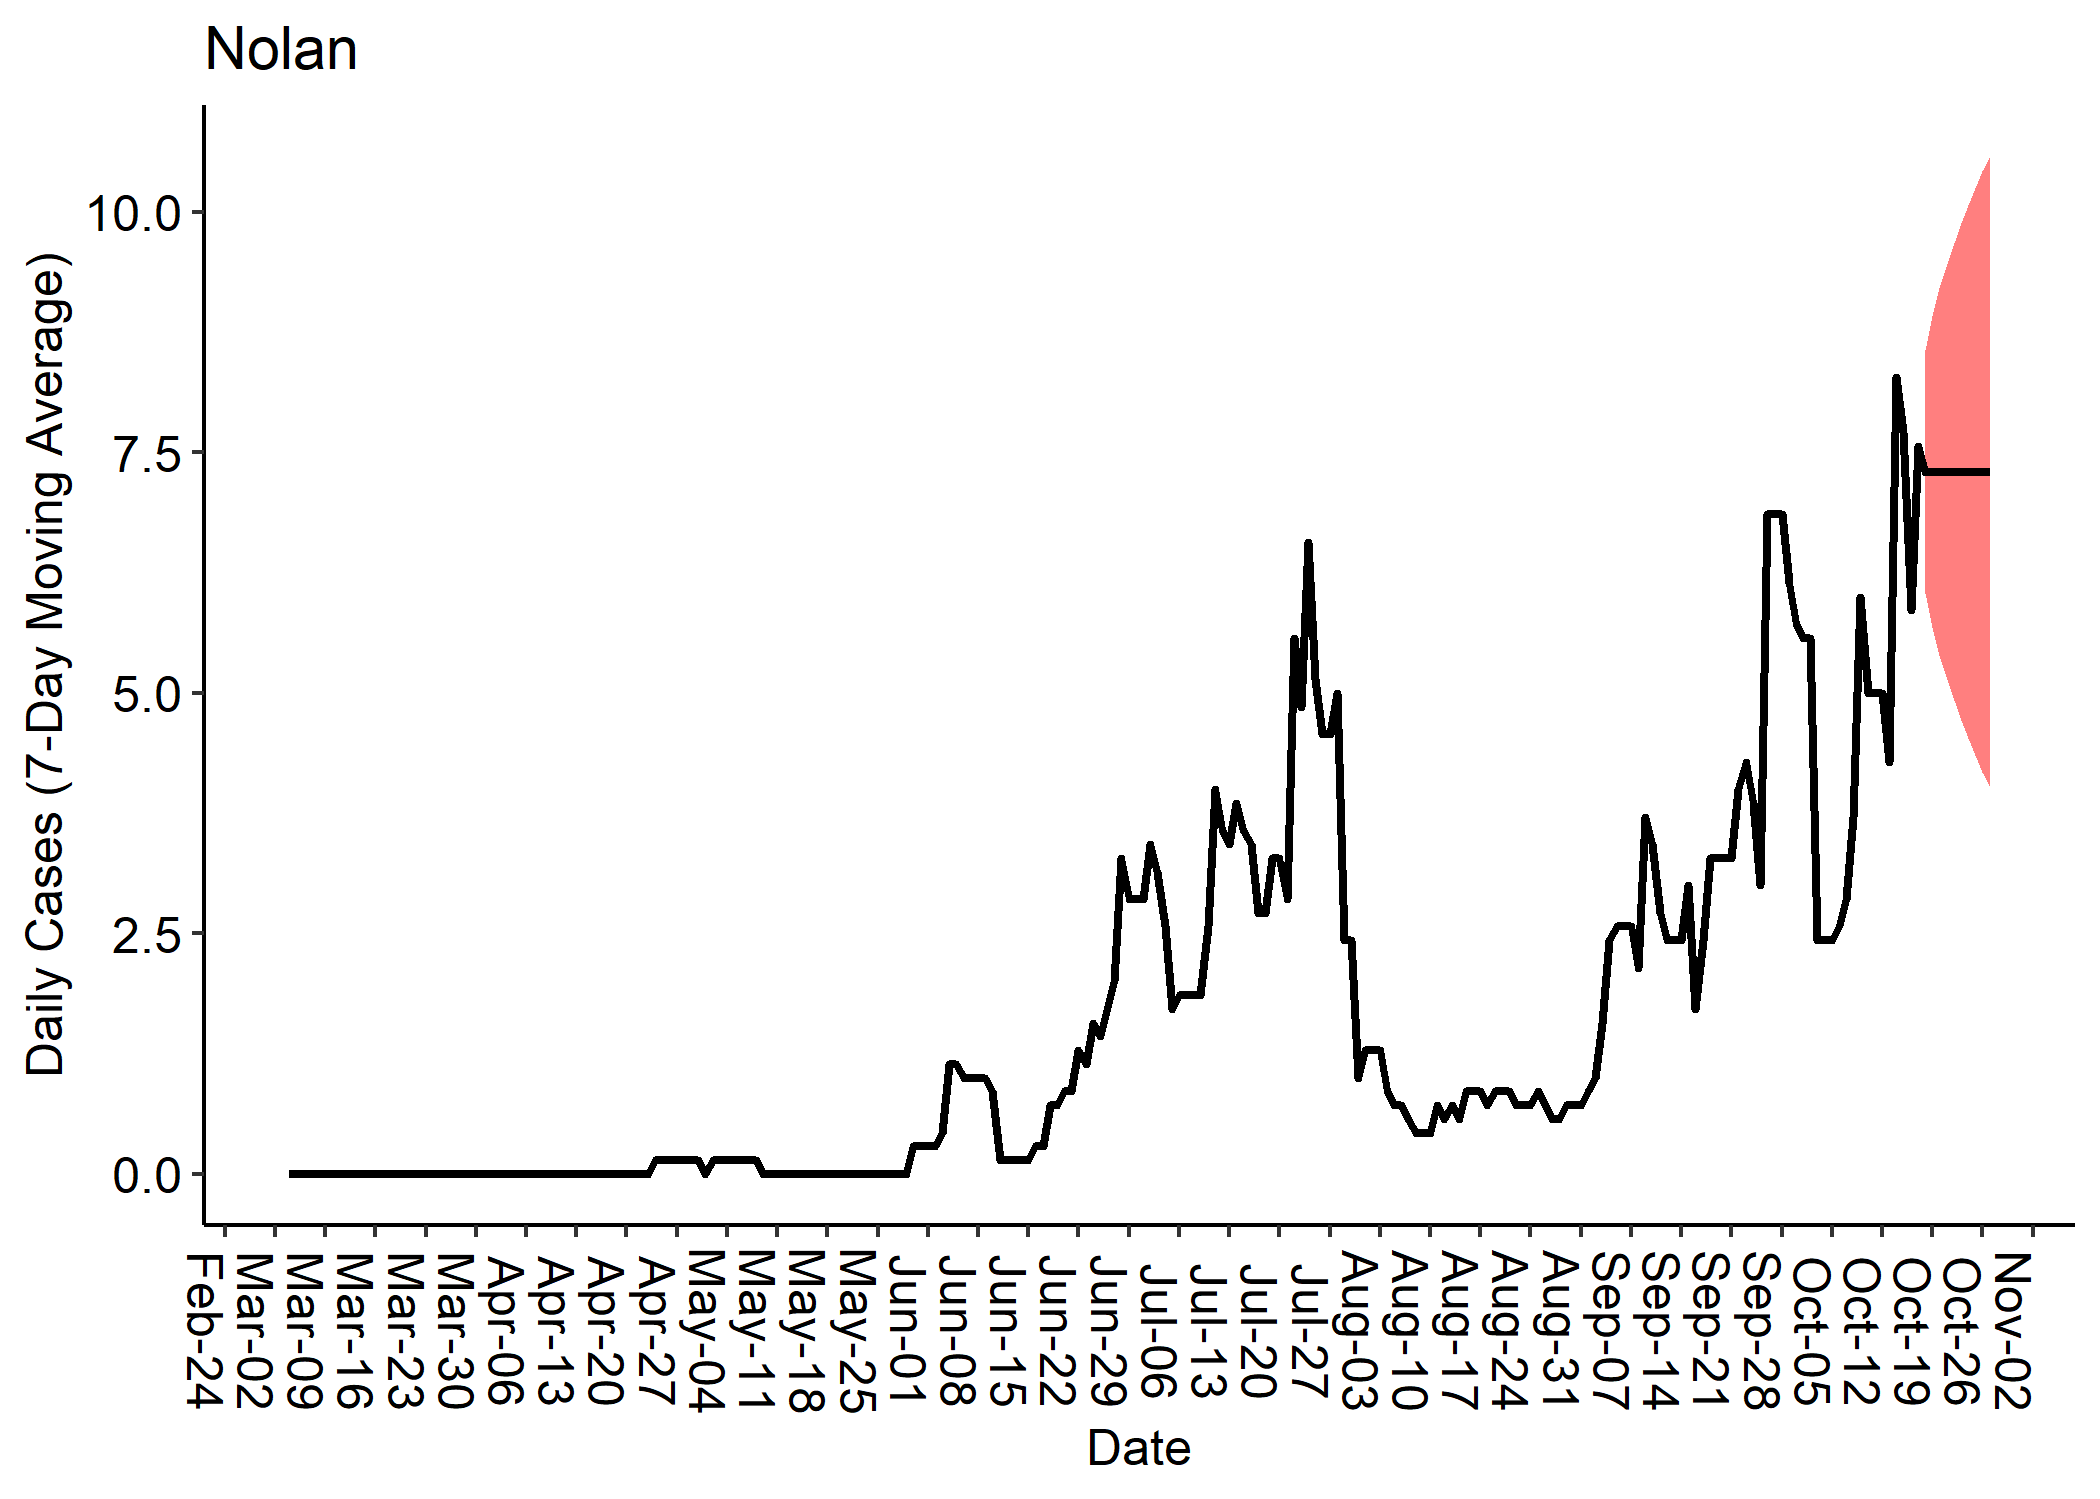 Nolan
Daily Cases (7-Day Moving Average)
10.0
7.5
5.0
2.5
0.0
Feb-24
Mar-02
Mar-09
Mar-16
Mar-23
Mar-30
Apr-06
Apr-13
Apr-20
Apr-27
May-04
May-11
May-18
May-25
Jun-01
Jun-08
Jun-15
Jun-22
Jun-29
Jul-06
Jul-13
Jul-20
Jul-27
Aug-03
Aug-10
Aug-17
Aug-24
Aug-31
Sep-07
Sep-14
Sep-21
Sep-28
Oct-05
Oct-12
Oct-19
Oct-26
Nov-02
Date